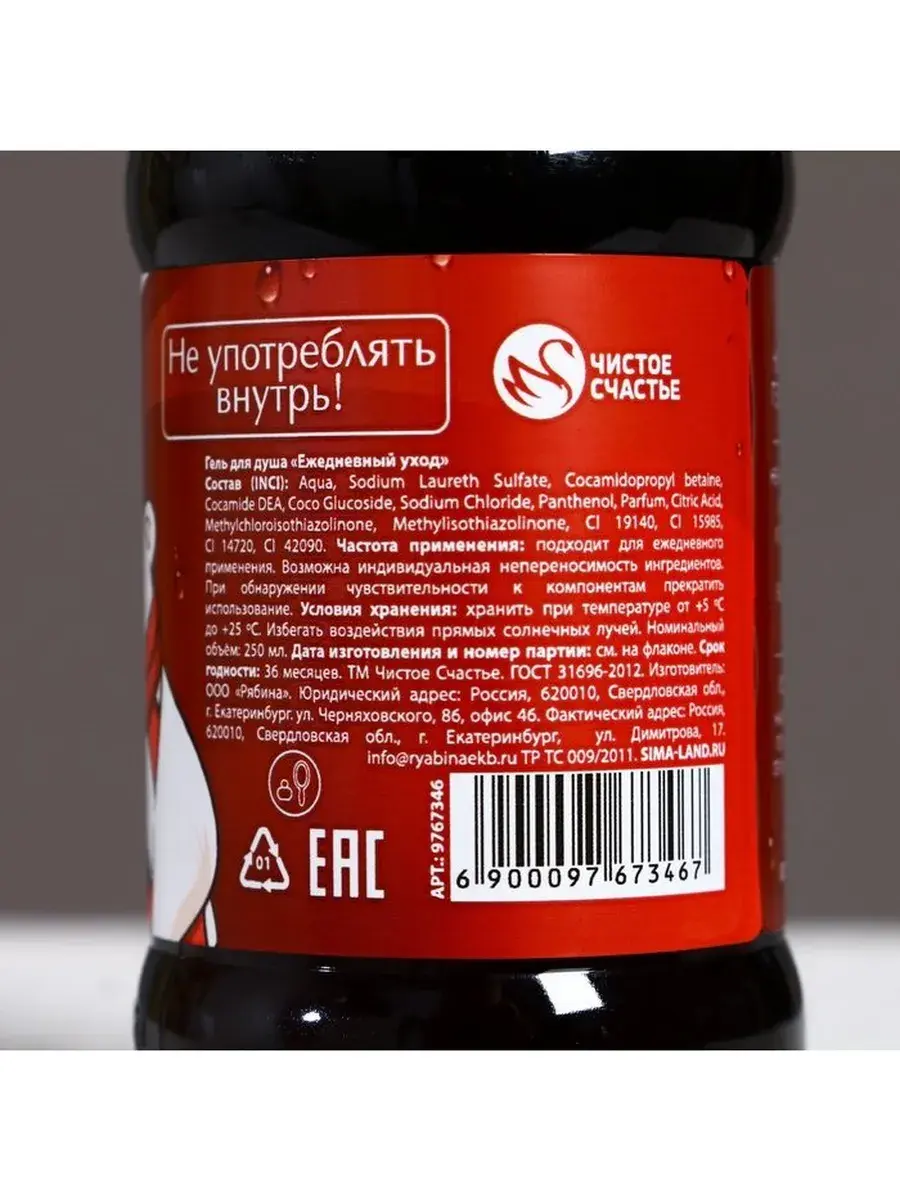 Не употреблять
внутрь!
ЧИСТОЕ
СЧАСТЬЕ
Гель для душа «Ежедневный уход»
Состав (INCI): Aqua, Sodium Laureth Sulfate, Cocamidopropyl betaine,
Cocamide DEA, Coco Glucoside, Sodium Chloride, Panthenol, Parfum, Citric Acid,
Methylchloroisothiazolinone, Methylisothiazolinone, CI 19140, CI 15985,
CI 14720, CI 42090. Частота применения: подходит для ежедневного
применения. Возможна индивидуальная непереносимость ингредиентов.
При обнаружении чувствительности к компонентам прекратить
использование. Условия хранения: хранить при температуре от +5 °C
до +25 °C. Избегать воздействия прямых солнечных лучей. Номинальный
объём: 250 мл. Дата изготовления и номер партии: см. на флаконе. Срок
годности: 36 месяцев. ТМ Чистое Счастье. ГОСТ 31696-2012. Изготовитель:
ООО «Рябина». Юридический адрес: Россия, 620010, Свердловская обл.,
г. Екатеринбург. ул. Черняховского, 86, офис 46. Фактический адрес: Россия,
620010, Свердловская обл., г. Екатеринбург, ул. Димитрова, 17.
info@ryabinaekb.ru ТР ТС 009/2011. SIMA-LAND.RU
01
EAC
АРТ.: 9767346
6 900097 673467